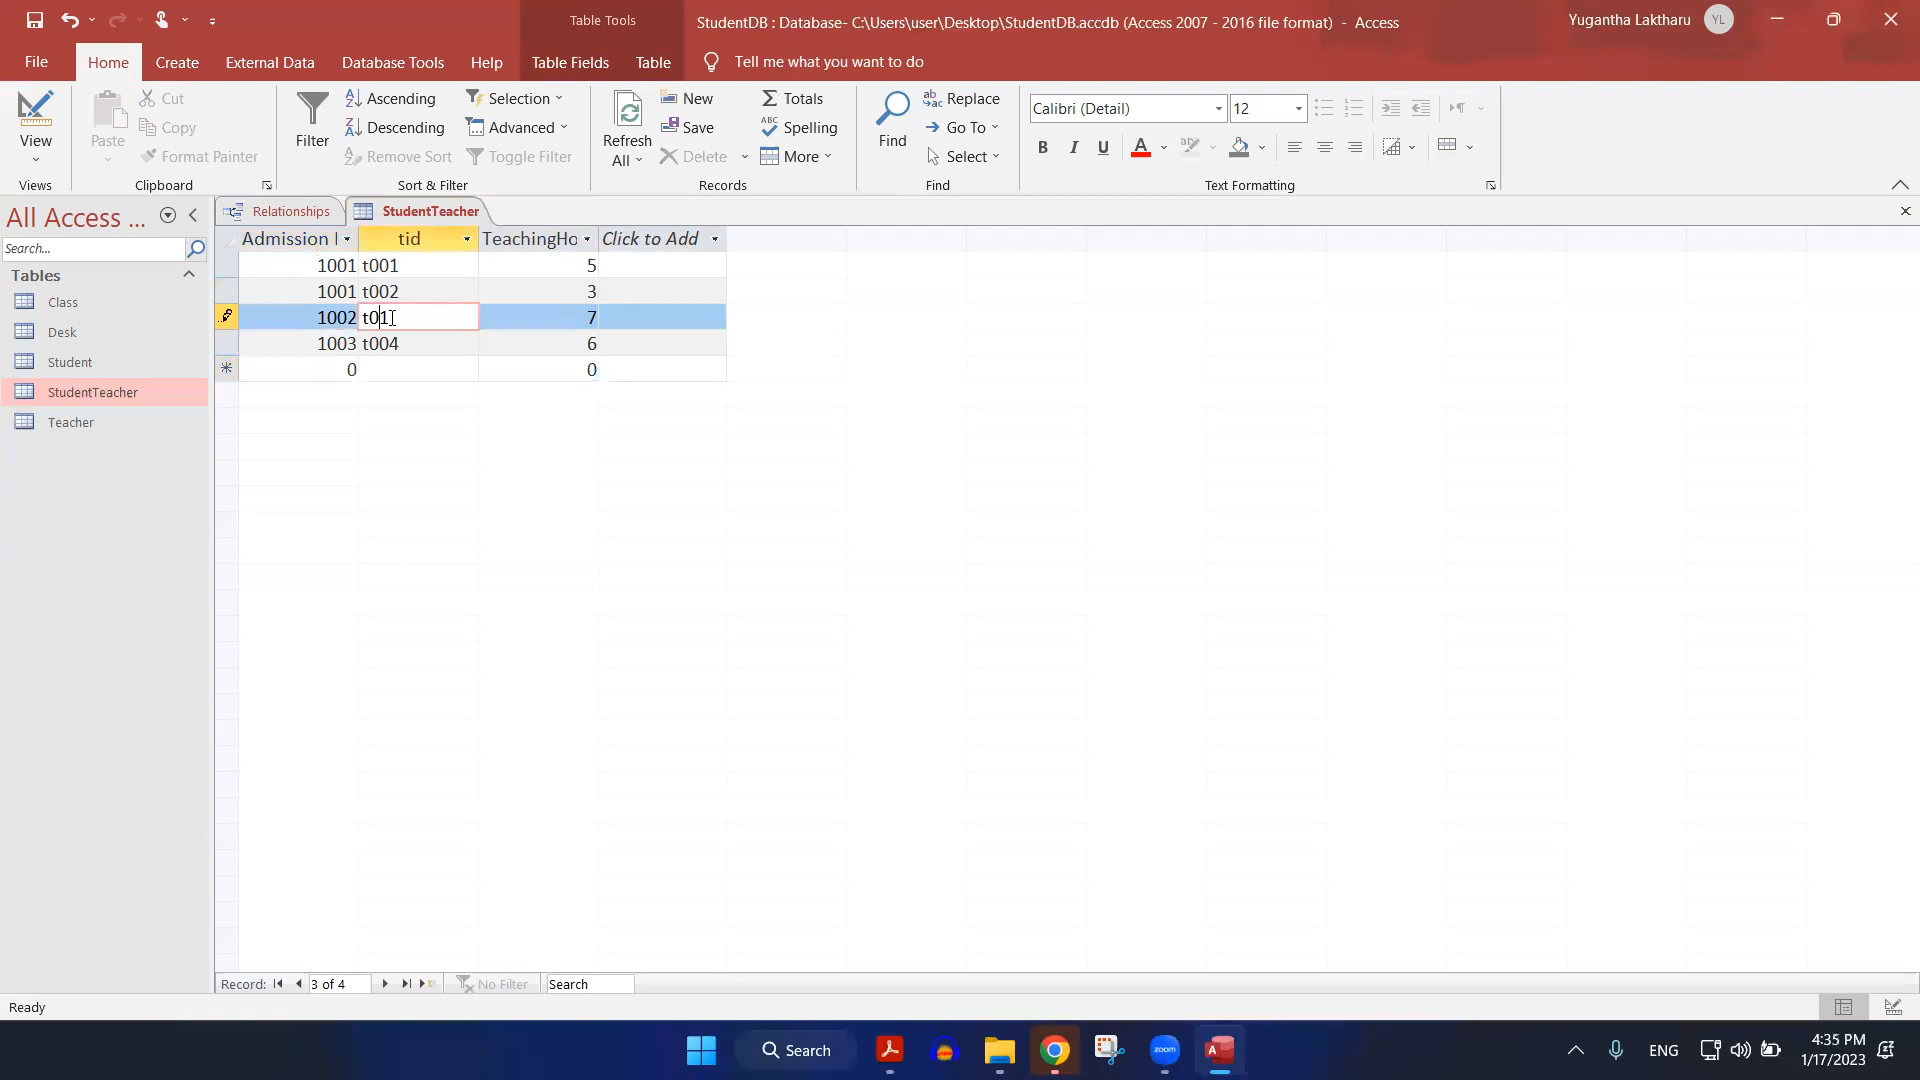 Table Tools
StudentDB : Database- C:\Users\user\Desktop\StudentDB.accdb (Access 2007 - 2016 file format) - Access
Yugantha Laktharu
YL
File Home Create External Data Database Tools Help Table Fields Table Tell me what you want to do
View
Views
Paste
Cut
Copy
Format Painter
Clipboard
Filter
Ascending
Descending
Remove Sort
Selection
Advanced
Toggle Filter
Sort & Filter
Refresh
All
New
Save
Delete
Totals
Spelling
More
Records
Find
Replace
Go To
Select
Find
Calibri (Detail) 12
B I U A
Text Formatting
All Access ...
Search...
Tables
Class
Desk
Student
StudentTeacher
Teacher
Relationships StudentTeacher
Admission tid TeachingHo Click to Add
1001 t001 5
1001 t002 3
1002 t01 7
1003 t004 6
0 0
Record: 3 of 4 No Filter Search
Ready
Search
zoom
A
ENG
4:35 PM
1/17/2023